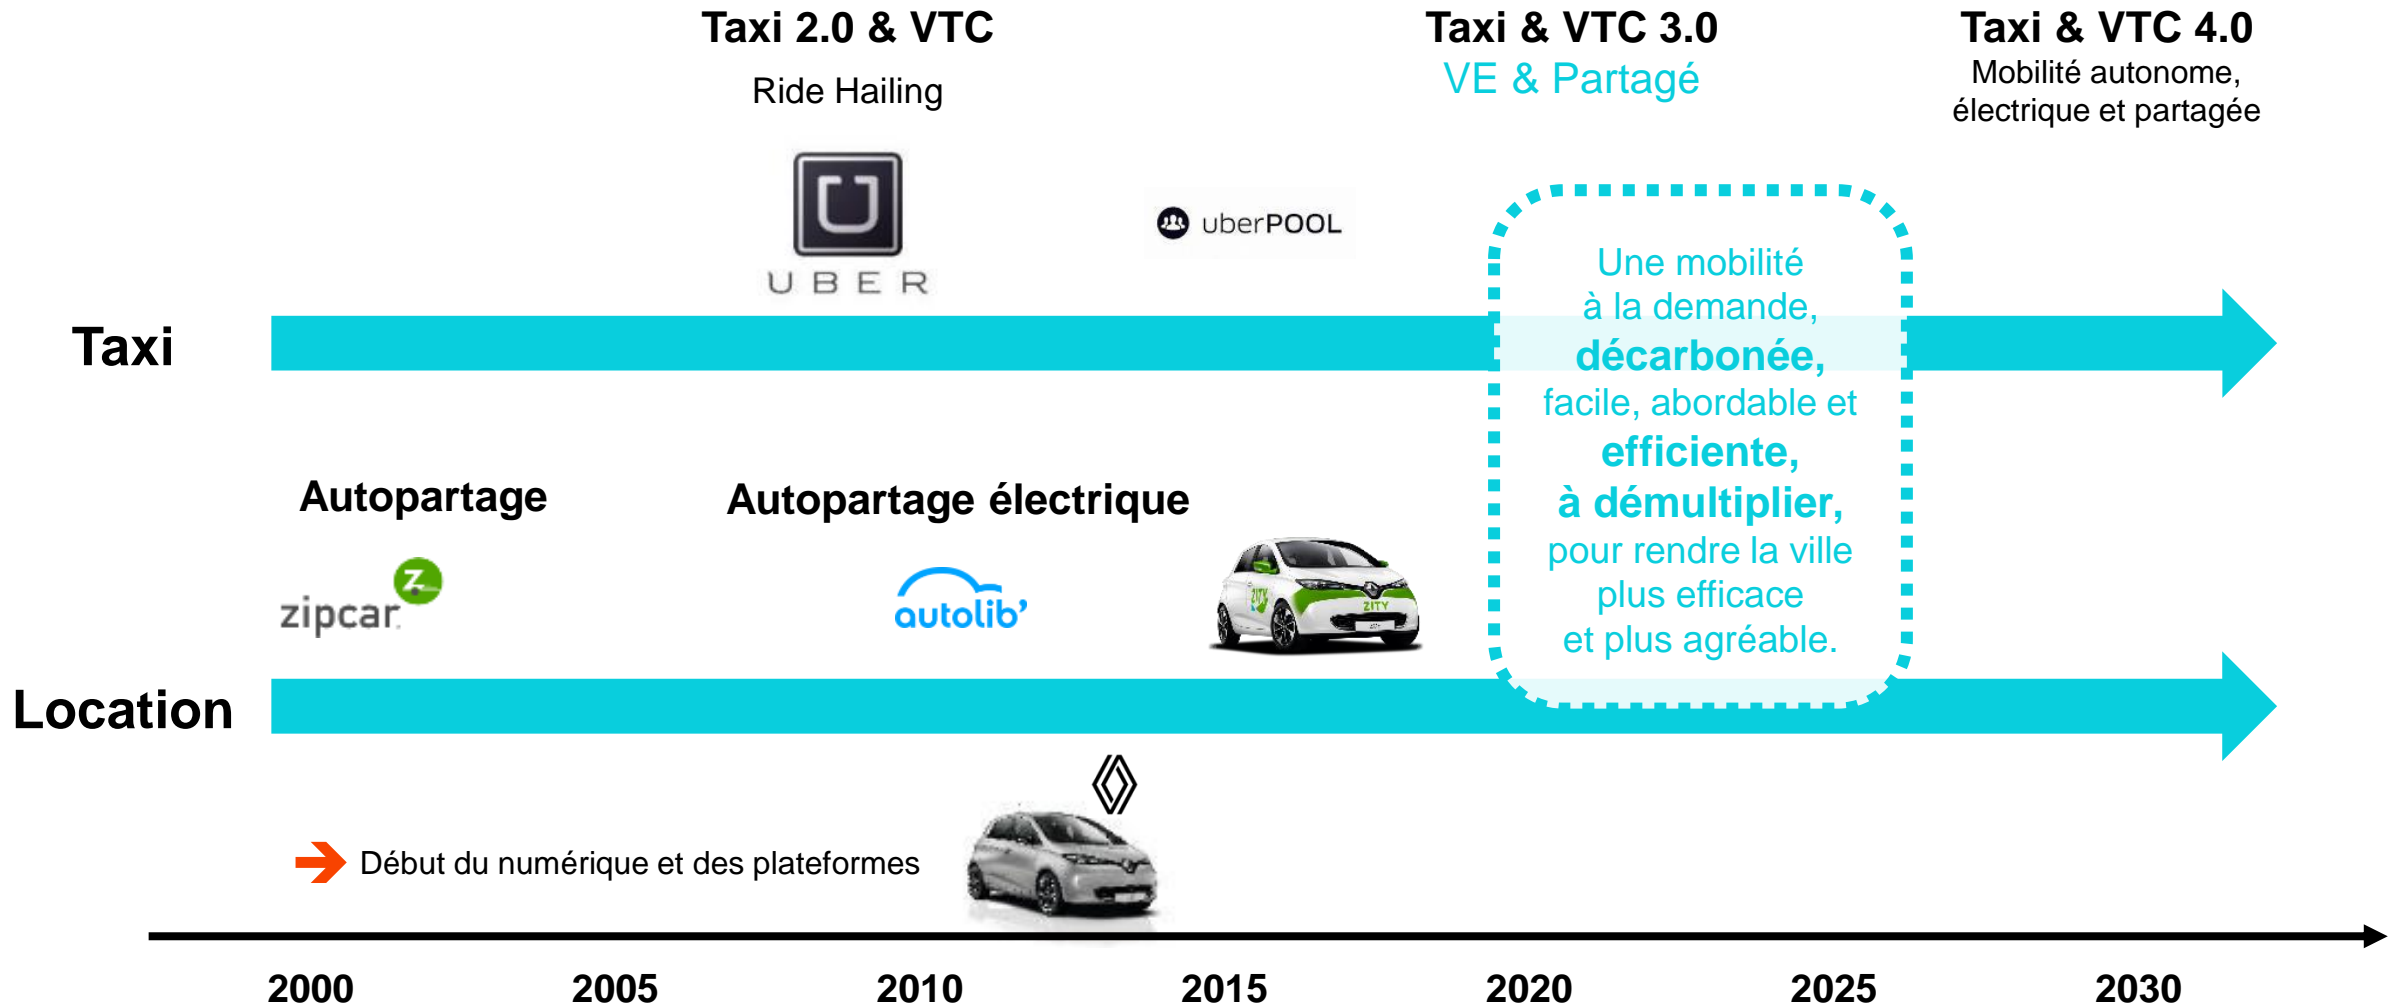 Taxi 2.0 & VTC
Ride Hailing
UBER
uberPOOL
Taxi & VTC 3.0
VE & Partagé
Taxi & VTC 4.0
Mobilité autonome,
électrique et partagée
Taxi
Une mobilité
à la demande,
décarbonée,
facile, abordable et
efficiente,
à démultiplier,
pour rendre la ville
plus efficace
et plus agréable.
Autopartage
zipcar.
Autopartage électrique
autolib'
ZITY
ZITY
Location
Début du numérique et des plateformes
2000
2005
2010
2015
2020
2025
2030